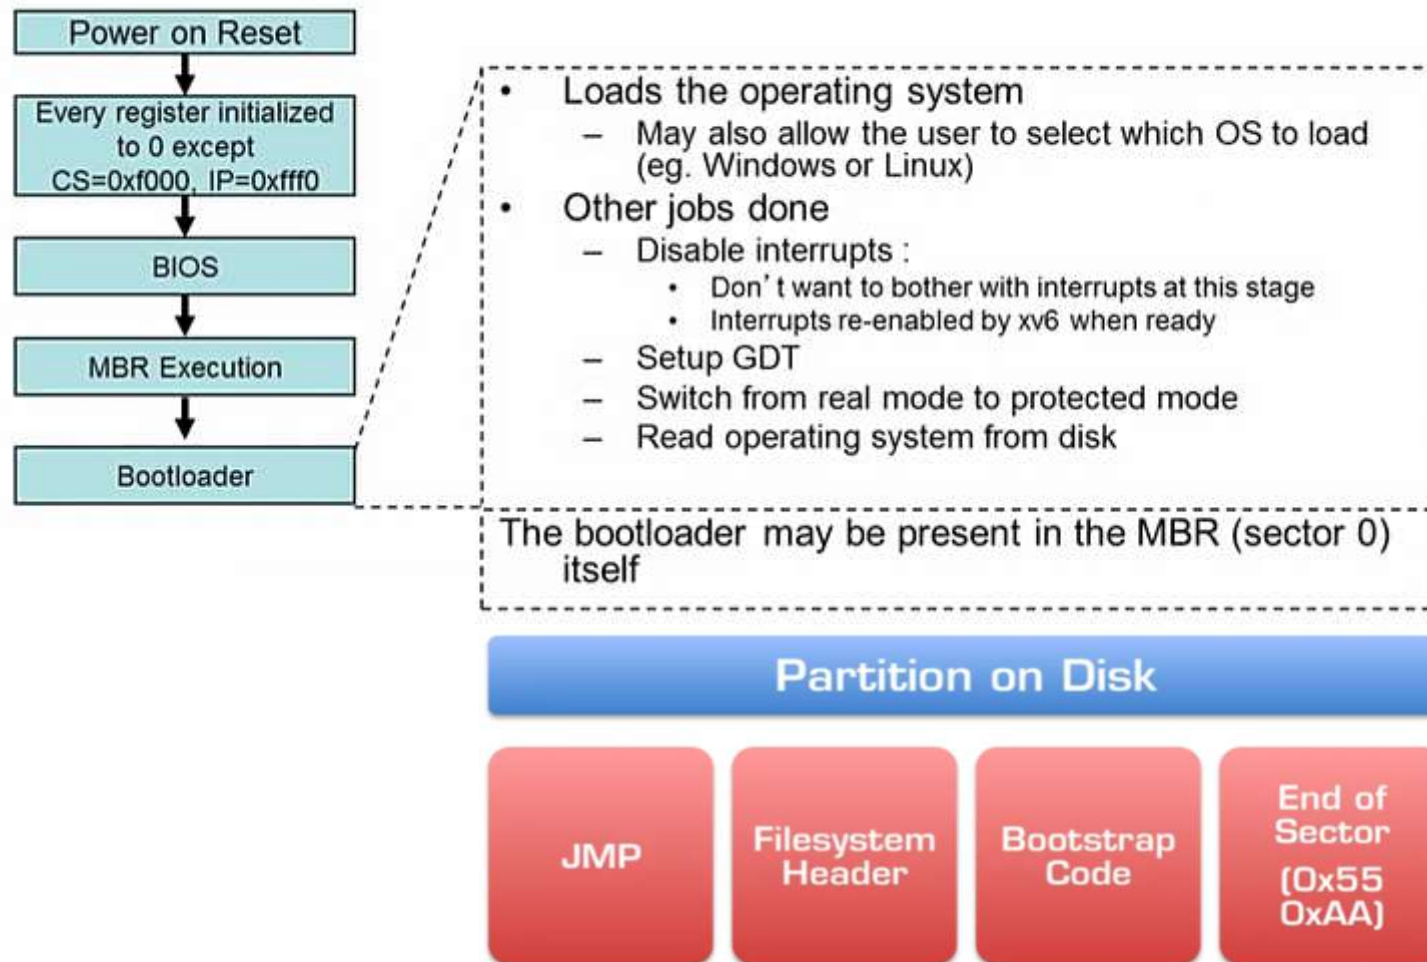 Power on Reset
Every register initialized
to 0 except
CS=0xf000, IP=0xfff0
BIOS
MBR Execution
Bootloader
• Loads the operating system
– May also allow the user to select which OS to load
(eg. Windows or Linux)
• Other jobs done
– Disable interrupts :
• Don’t want to bother with interrupts at this stage
• Interrupts re-enabled by xv6 when ready
– Setup GDT
– Switch from real mode to protected mode
– Read operating system from disk
The bootloader may be present in the MBR (sector 0)
itself
Partition on Disk
JMP
Filesystem
Header
Bootstrap
Code
End of
Sector
(0x55
0xAA)